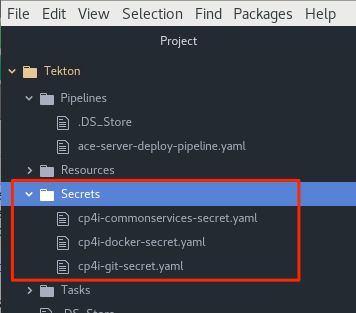 File Edit View Selection Find Packages Help
Project
Tekton
Pipelines
.DS_Store
ace-server-deploy-pipeline.yaml
Resources
Secrets
cp4i-commonservices-secret.yaml
cp4i-docker-secret.yaml
cp4i-git-secret.yaml
Tasks
.DS_Store